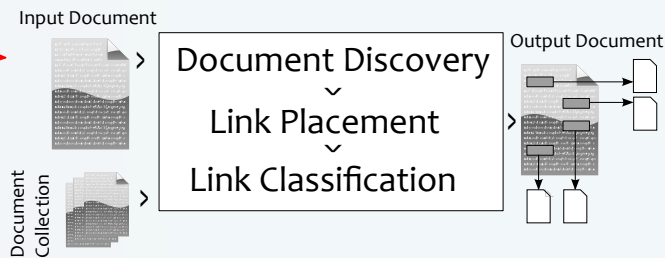 Input Document
Document Discovery
Link Placement
Link Classification
Output Document
Document
Collection